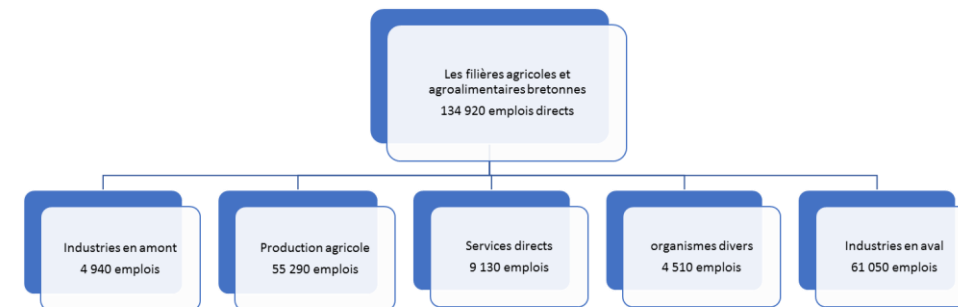 Les filières agricoles et
agroalimentaires bretonnes
134 920 emplois directs
Industries en amont
4 940 emplois
Production agricole
55 290 emplois
Services directs
9 130 emplois
organismes divers
4 510 emplois
Industries en aval
61 050 emplois